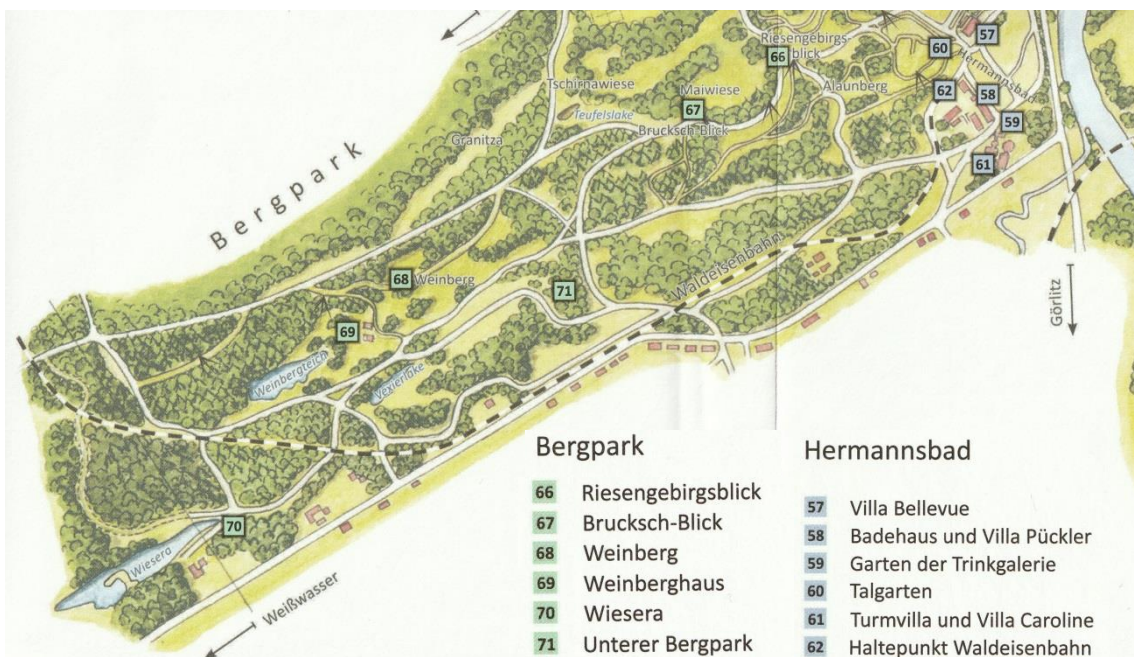 57
Riesengebirgs-
blick
66
60
Hermannsbad
Tschirnawiese
Maiwiese
Alaunberg
62
58
67
Teufelslake
59
Brucksch-Blick
Granitza
61
Bergpark
68
Weinberg
71
Waldeisenbahn
Görlitz
69
Weinbergteich
Vexierlake
70
Wiesera
Weißwasser
Bergpark
66 Riesengebirgsblick
67 Brucksch-Blick
68 Weinberg
69 Weinberghaus
70 Wiesera
71 Unterer Bergpark
Hermannsbad
57 Villa Bellevue
58 Badehaus und Villa Pückler
59 Garten der Trinkgalerie
60 Talgarten
61 Turmvilla und Villa Caroline
62 Haltepunkt Waldeisenbahn